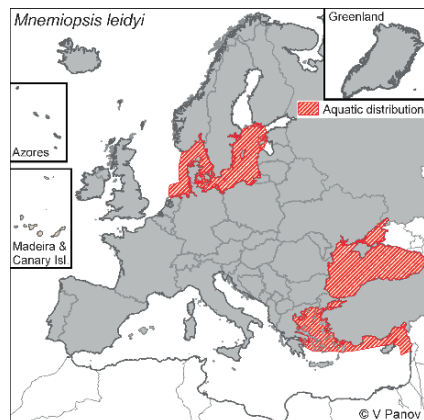 Mnemiopsis leidyi
Greenland
Aquatic distribution
Azores
Madeira &
Canary Isl.
© V Panov